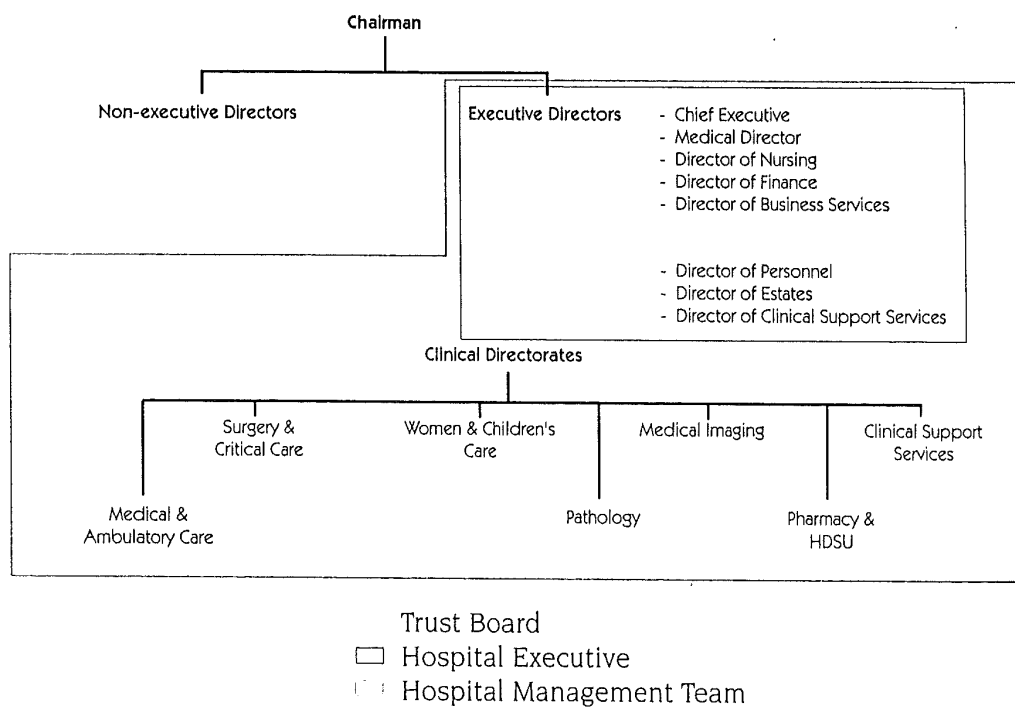 Chairman
Non-executive Directors
Executive Directors
- Chief Executive
- Medical Director
- Director of Nursing
- Director of Finance
- Director of Business Services
- Director of Personnel
- Director of Estates
- Director of Clinical Support Services
Clinical Directorates
Surgery &
Critical Care
Women & Children's
Care
Medical Imaging
Clinical Support
Services
Medical &
Ambulatory Care
Pathology
Pharmacy &
HDSU
Trust Board
Hospital Executive
Hospital Management Team